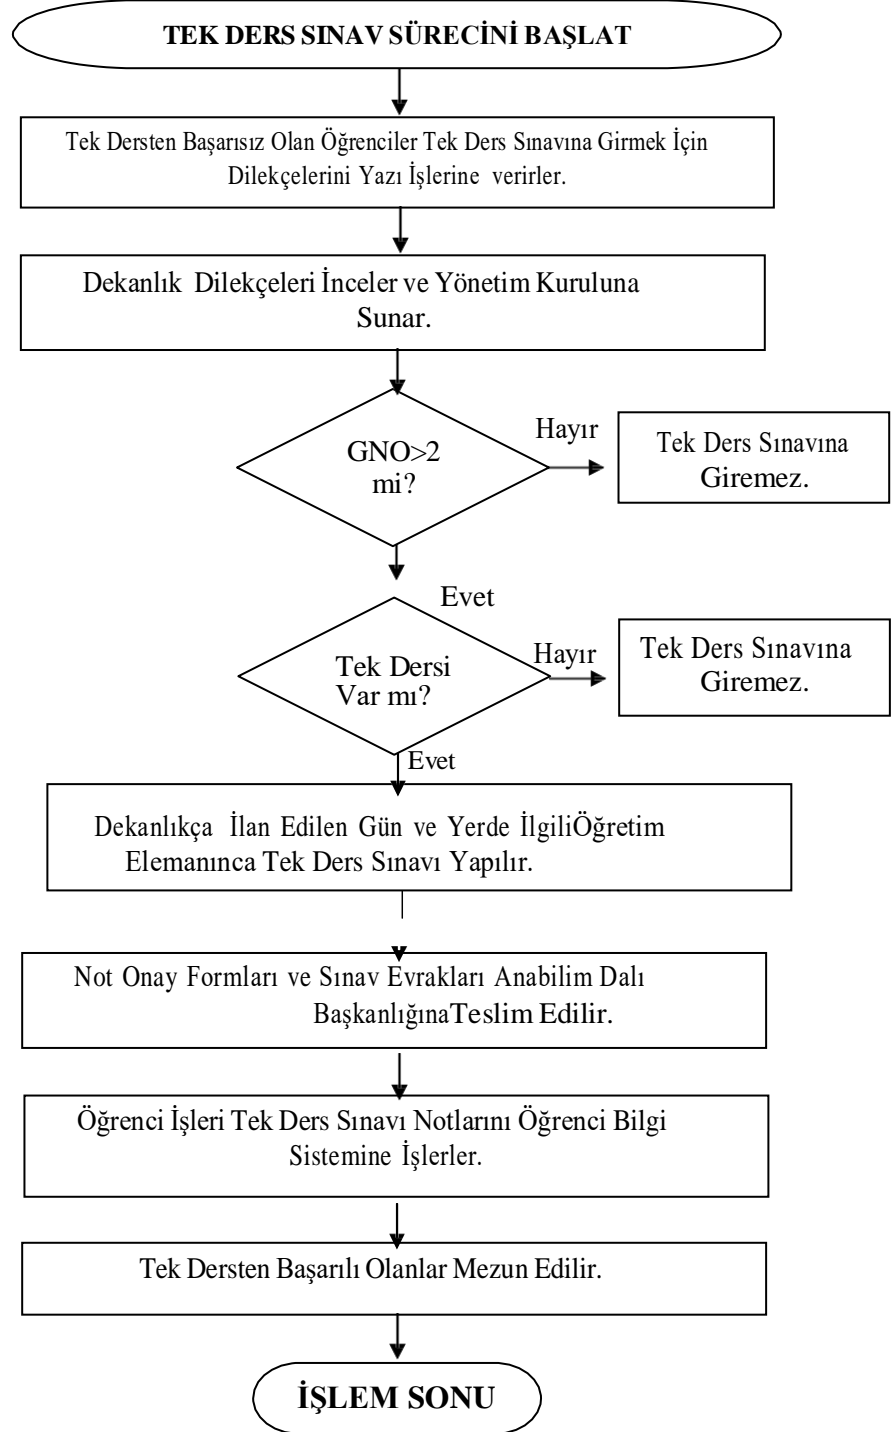 TEK DERS SINAV SÜRECİNİ BAŞLAT
Tek Dersten Başarısız Olan Öğrenciler Tek Ders Sınavına Girmek İçin
Dilekçelerini Yazı İşlerine verirler.
Dekanlık Dilekçeleri İnceler ve Yönetim Kuruluna
Sunar.
GNO>2
mi?
Hayır
Tek Ders Sınavına
Giremez.
Evet
Tek Dersi
Var mı?
Hayır
Tek Ders Sınavına
Giremez.
Evet
Dekanlıkça İlan Edilen Gün ve Yerde İlgiliÖğretim
Elemanınca Tek Ders Sınavı Yapılır.
Not Onay Formları ve Sınav Evrakları Anabilim Dalı
BaşkanlığınaTeslim Edilir.
Öğrenci İşleri Tek Ders Sınavı Notlarını Öğrenci Bilgi
Sistemine İşlerler.
Tek Dersten Başarılı Olanlar Mezun Edilir.
İŞLEM SONU